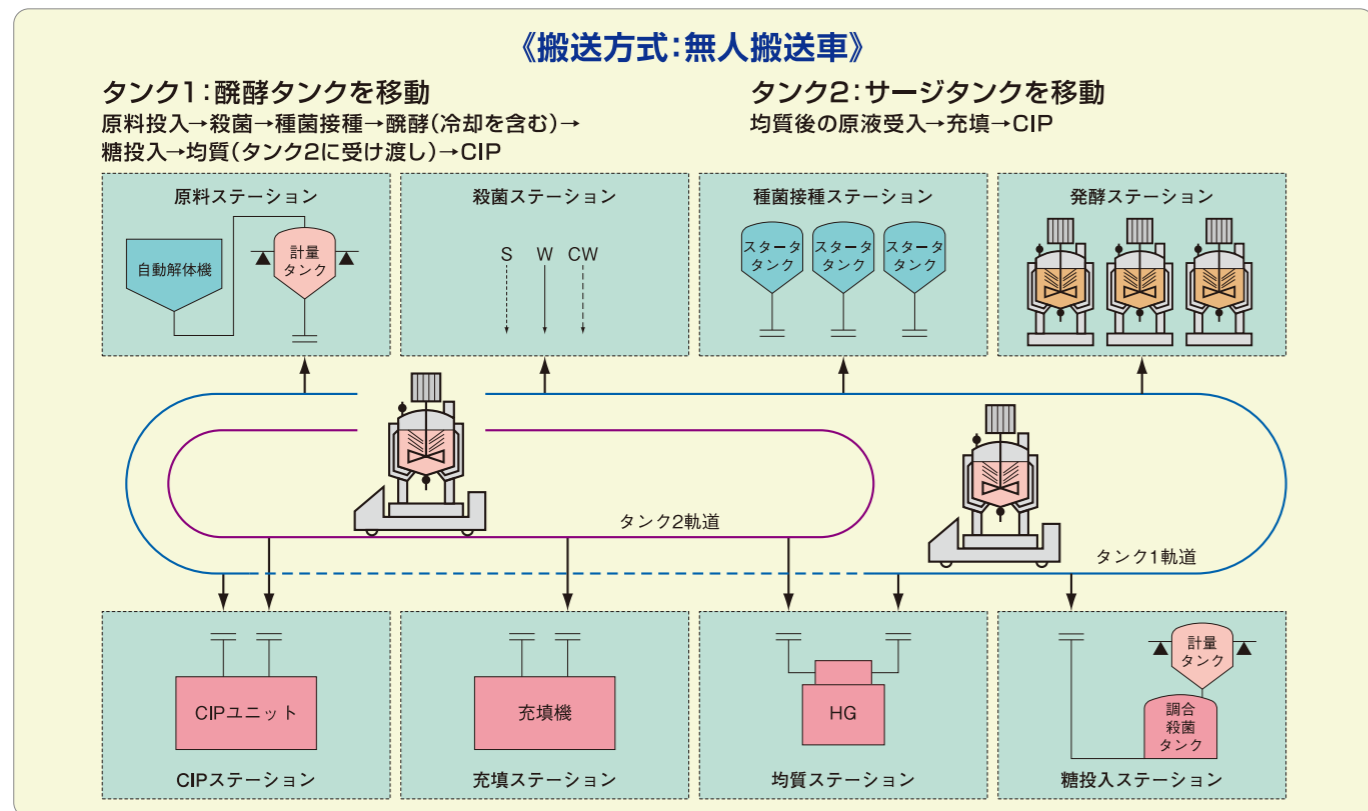 《搬送方式:無人搬送車》
タンク1:醗酵タンクを移動
原料投入→殺菌→種菌接種→醗酵(冷却を含む)→
糖投入→均質(タンク2に受け渡し)→CIP
タンク2:サージタンクを移動
均質後の原液受入→充填→CIP
原料ステーション
自動解体機
計量
タンク
殺菌ステーション
S W CW
種菌接種ステーション
スタータ
タンク
スタータ
タンク
スタータ
タンク
発酵ステーション
タンク2軌道
タンク1軌道
CIPユニット
CIPステーション
充填機
充填ステーション
HG
均質ステーション
計量
タンク
調合
殺菌
タンク
糖投入ステーション